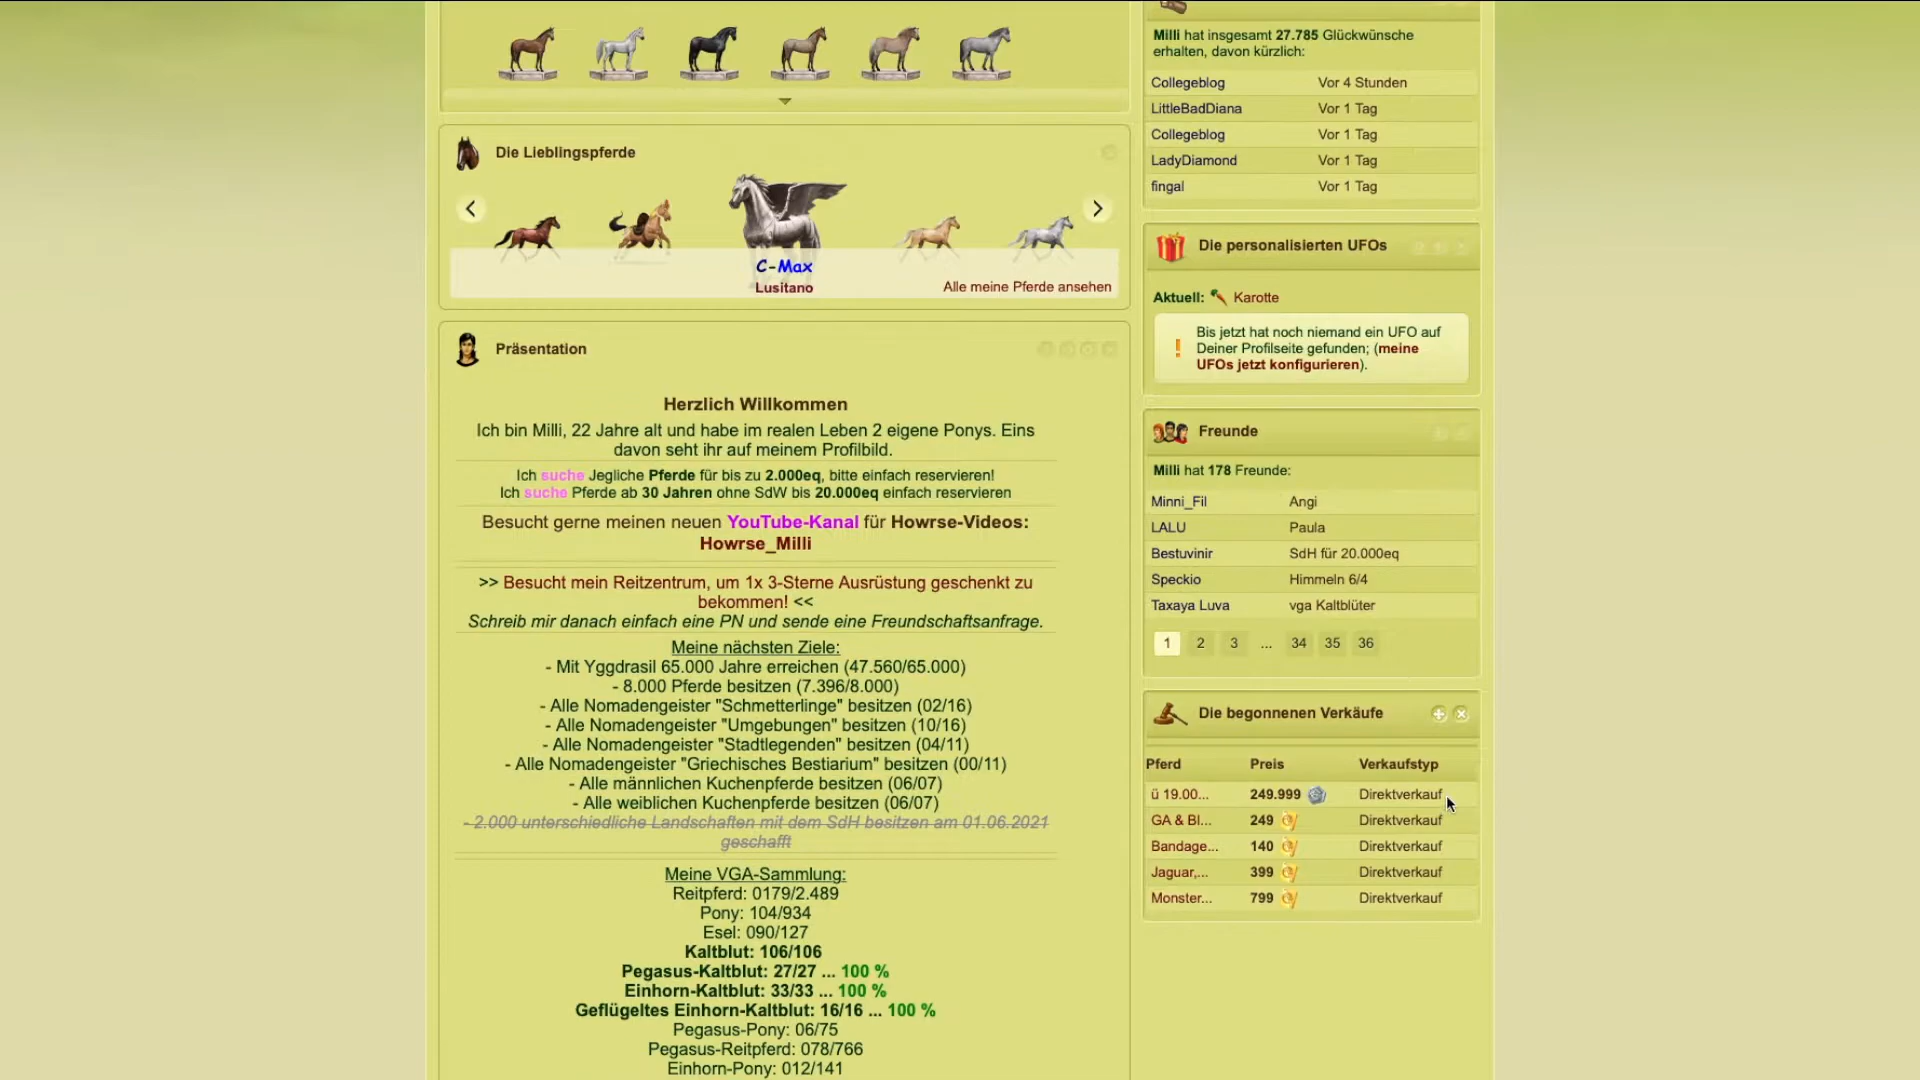 Die Lieblingspferde
C-Max
Lusitano
Alle meine Pferde ansehen
Präsentation
Herzlich Willkommen
Ich bin Milli, 22 Jahre alt und habe im realen Leben 2 eigene Ponys. Eins
davon seht ihr auf meinem Profilbild.
Ich suche Jegliche Pferde für bis zu 2.000eq, bitte einfach reservieren!
Ich suche Pferde ab 30 Jahren ohne SdW bis 20.000eq einfach reservieren
Besucht gerne meinen neuen YouTube-Kanal für Howrse-Videos:
Howrse_Milli
>> Besucht mein Reitzentrum, um 1x 3-Sterne Ausrüstung geschenkt zu
bekommen! <<
Schreib mir danach einfach eine PN und sende eine Freundschaftsanfrage.
Meine nächsten Ziele:
- Mit Yggdrasil 65.000 Jahre erreichen (47.560/65.000)
- 8.000 Pferde besitzen (7.396/8.000)
- Alle Nomadengeister "Schmetterlinge" besitzen (02/16)
- Alle Nomadengeister "Umgebungen" besitzen (10/16)
- Alle Nomadengeister "Stadtlegenden" besitzen (04/11)
- Alle Nomadengeister "Griechisches Bestiarium" besitzen (00/11)
- Alle männlichen Kuchenpferde besitzen (06/07)
- Alle weiblichen Kuchenpferde besitzen (06/07)
- 2.000 unterschiedliche Landschaften mit dem SdH besitzen am 01.06.2021
geschafft
Meine VGA-Sammlung:
Reitpferd: 0179/2.489
Pony: 104/934
Esel: 090/127
Kaltblut: 106/106
Pegasus-Kaltblut: 27/27 ... 100 %
Einhorn-Kaltblut: 33/33 ... 100 %
Geflügeltes Einhorn-Kaltblut: 16/16 ... 100 %
Pegasus-Pony: 06/75
Pegasus-Reitpferd: 078/766
Einhorn-Pony: 012/141
Milli hat insgesamt 27.785 Glückwünsche
erhalten, davon kürzlich:
Collegeblog Vor 4 Stunden
LittleBadDiana Vor 1 Tag
Collegeblog Vor 1 Tag
LadyDiamond Vor 1 Tag
fingal Vor 1 Tag
Die personalisierten UFOs
Aktuell: Karotte
Bis jetzt hat noch niemand ein UFO auf
Deiner Profilseite gefunden; (meine
UFOs jetzt konfigurieren).
Freunde
Milli hat 178 Freunde:
Minni_Fil Angi
LALU Paula
Bestuvinir SdH für 20.000eq
Speckio Himmeln 6/4
Taxaya Luva vga Kaltblüter
1 2 3 ... 34 35 36
Die begonnenen Verkäufe
Pferd Preis Verkaufstyp
ü 19.00... 249.999 Direktverkauf
GA & Bl... 249 Direktverkauf
Bandage... 140 Direktverkauf
Jaguar,... 399 Direktverkauf
Monster... 799 Direktverkauf